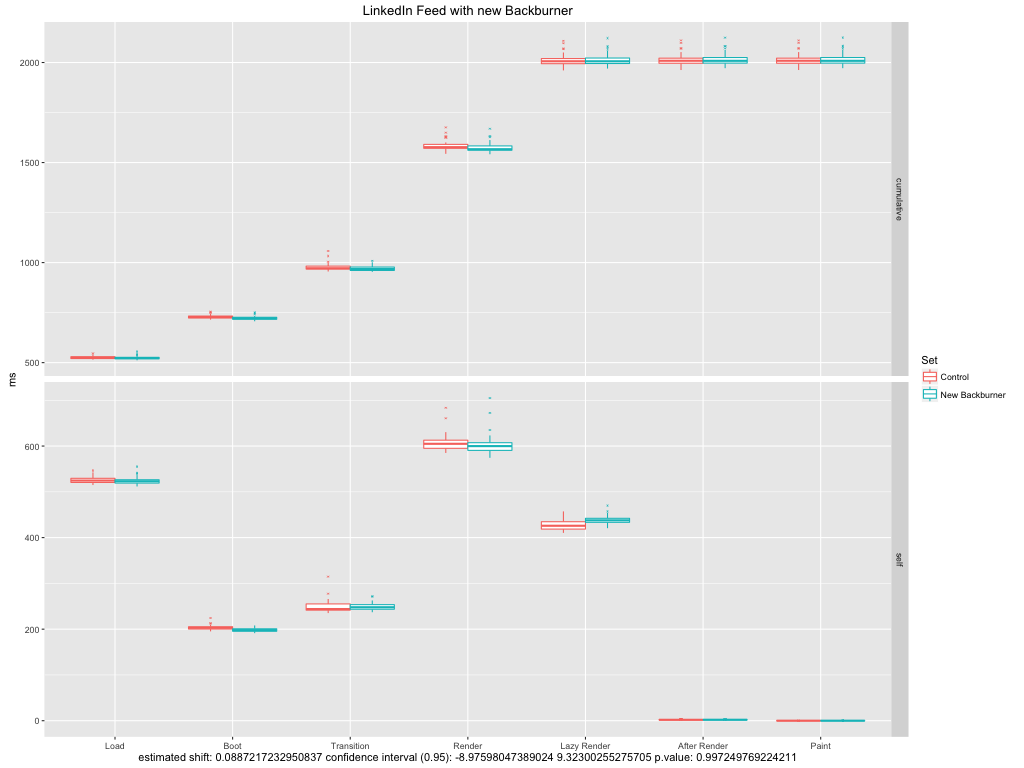 LinkedIn Feed with new Backburner
2000
1500
1000
500
cumulative
ms
600
400
200
0
self
Load Boot Transition Render Lazy Render After Render Paint
estimated shift: 0.0887217232950837 confidence interval (0.95): -8.97598047389024 9.32300255275705 p.value: 0.997249769224211
Set
Control
New Backburner